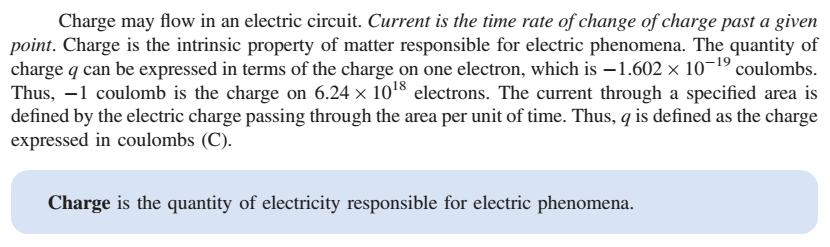 Charge may flow in an electric circuit. Current is the time rate of change of charge past a given
point. Charge is the intrinsic property of matter responsible for electric phenomena. The quantity of
charge q can be expressed in terms of the charge on one electron, which is −1.602 × 10⁻¹⁹ coulombs.
Thus, −1 coulomb is the charge on 6.24 × 10¹⁸ electrons. The current through a specified area is
defined by the electric charge passing through the area per unit of time. Thus, q is defined as the charge
expressed in coulombs (C).
Charge is the quantity of electricity responsible for electric phenomena.